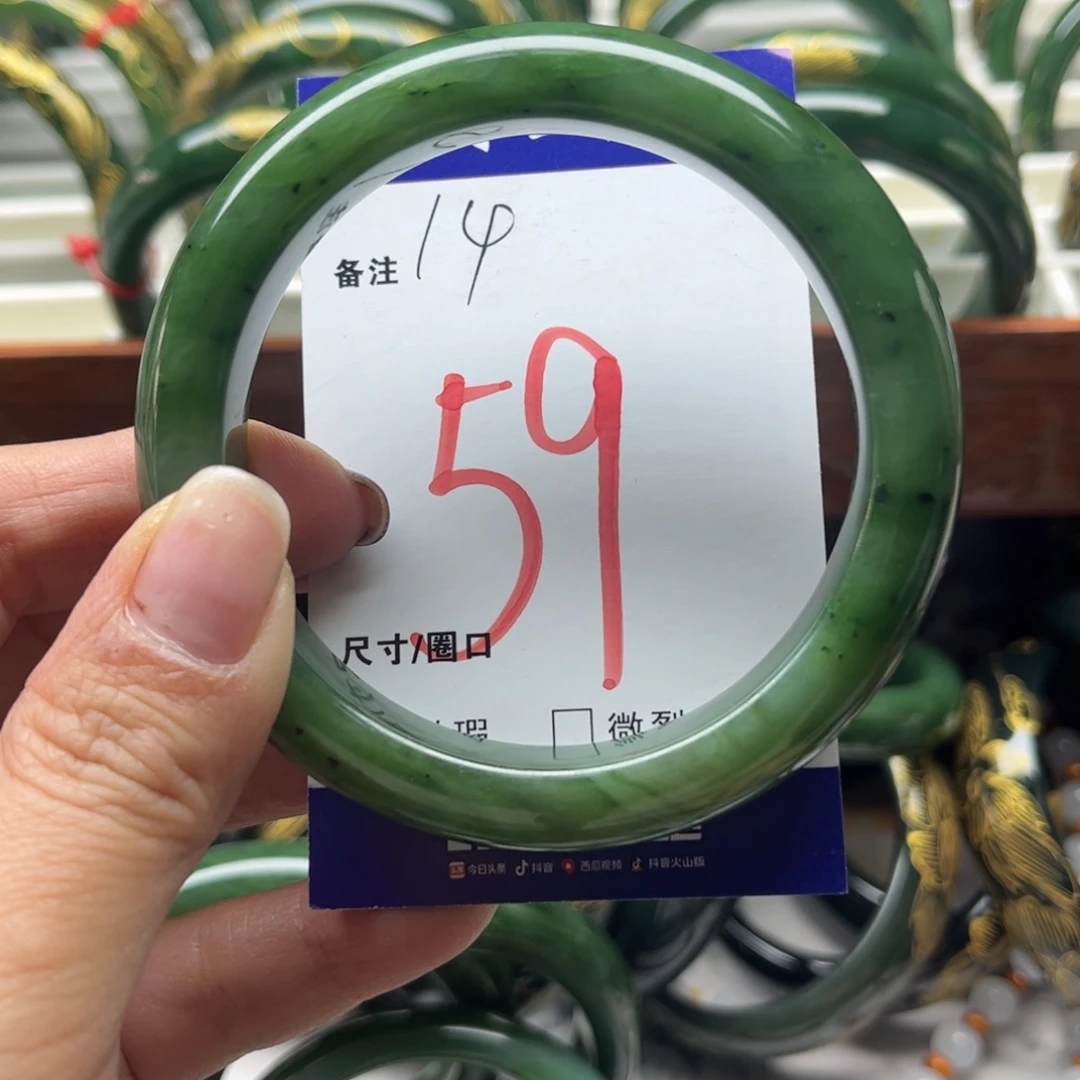 备注 14
59
尺寸/圈口
瑕 □ 微裂
今日头条 抖音 西瓜视频 抖音火山版